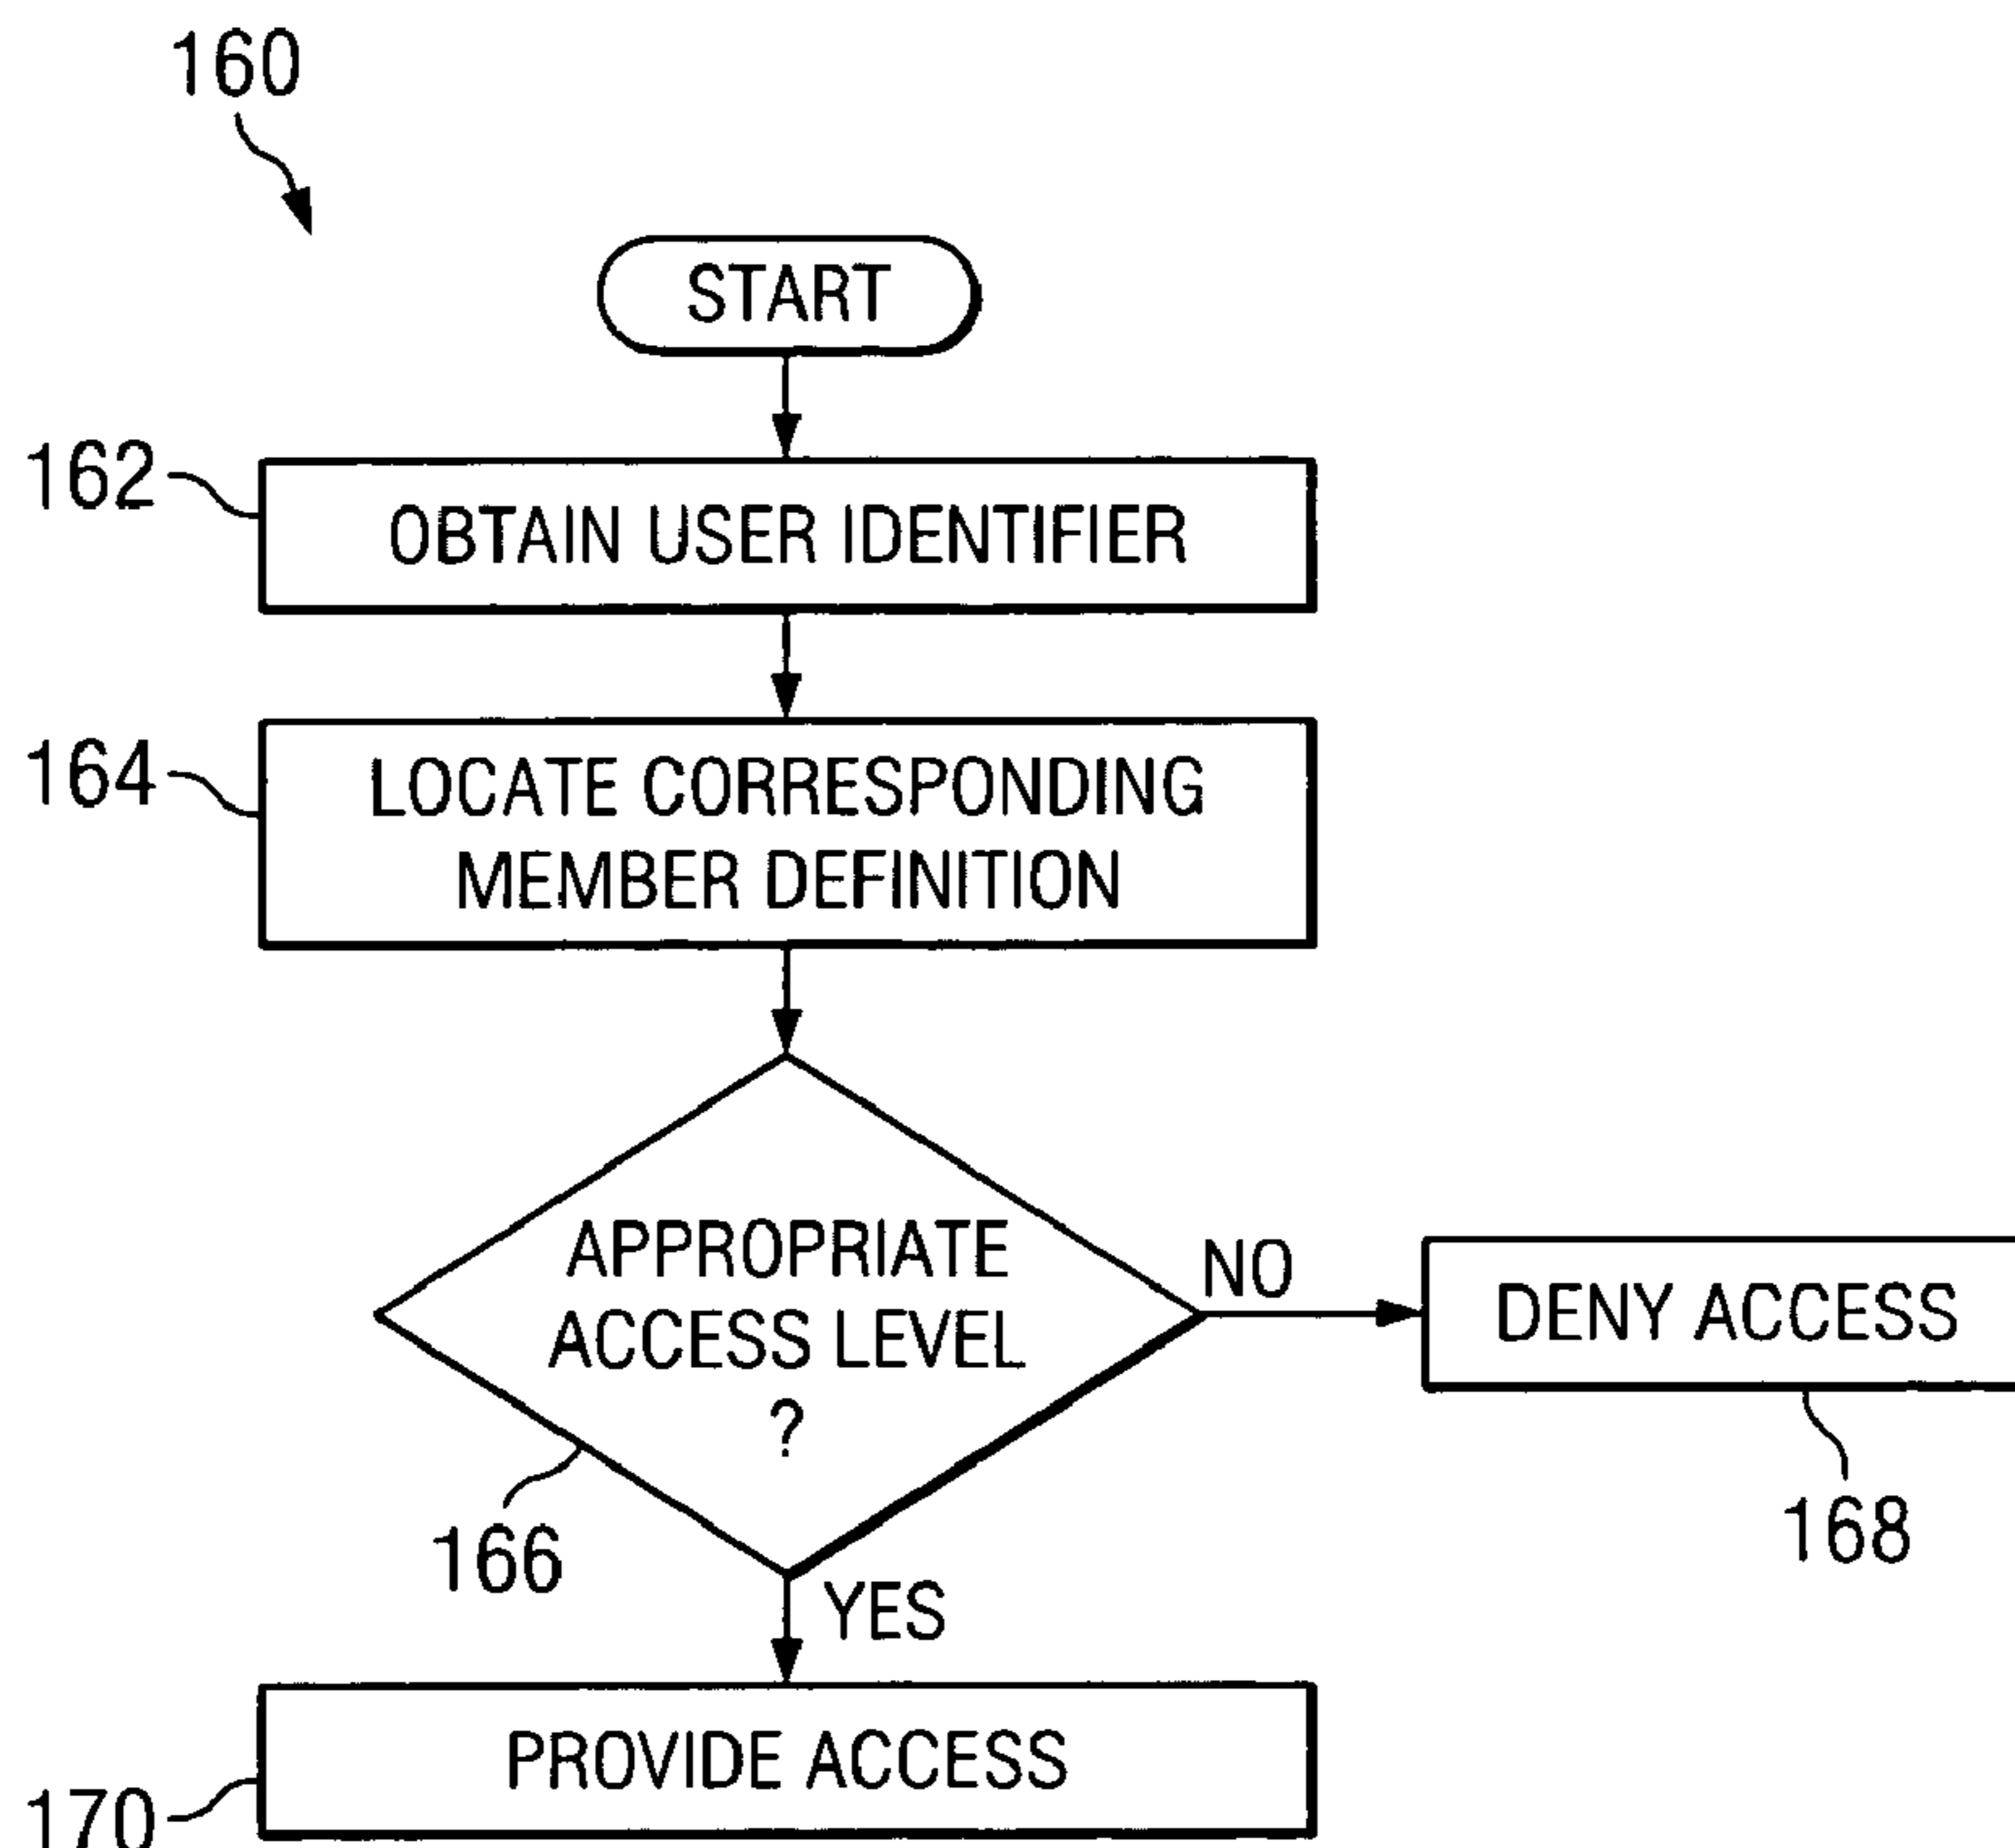 160
START
162
OBTAIN USER IDENTIFIER
164
LOCATE CORRESPONDING
MEMBER DEFINITION
APPROPRIATE
ACCESS LEVEL
?
NO
DENY ACCESS
166
168
YES
PROVIDE ACCESS
170